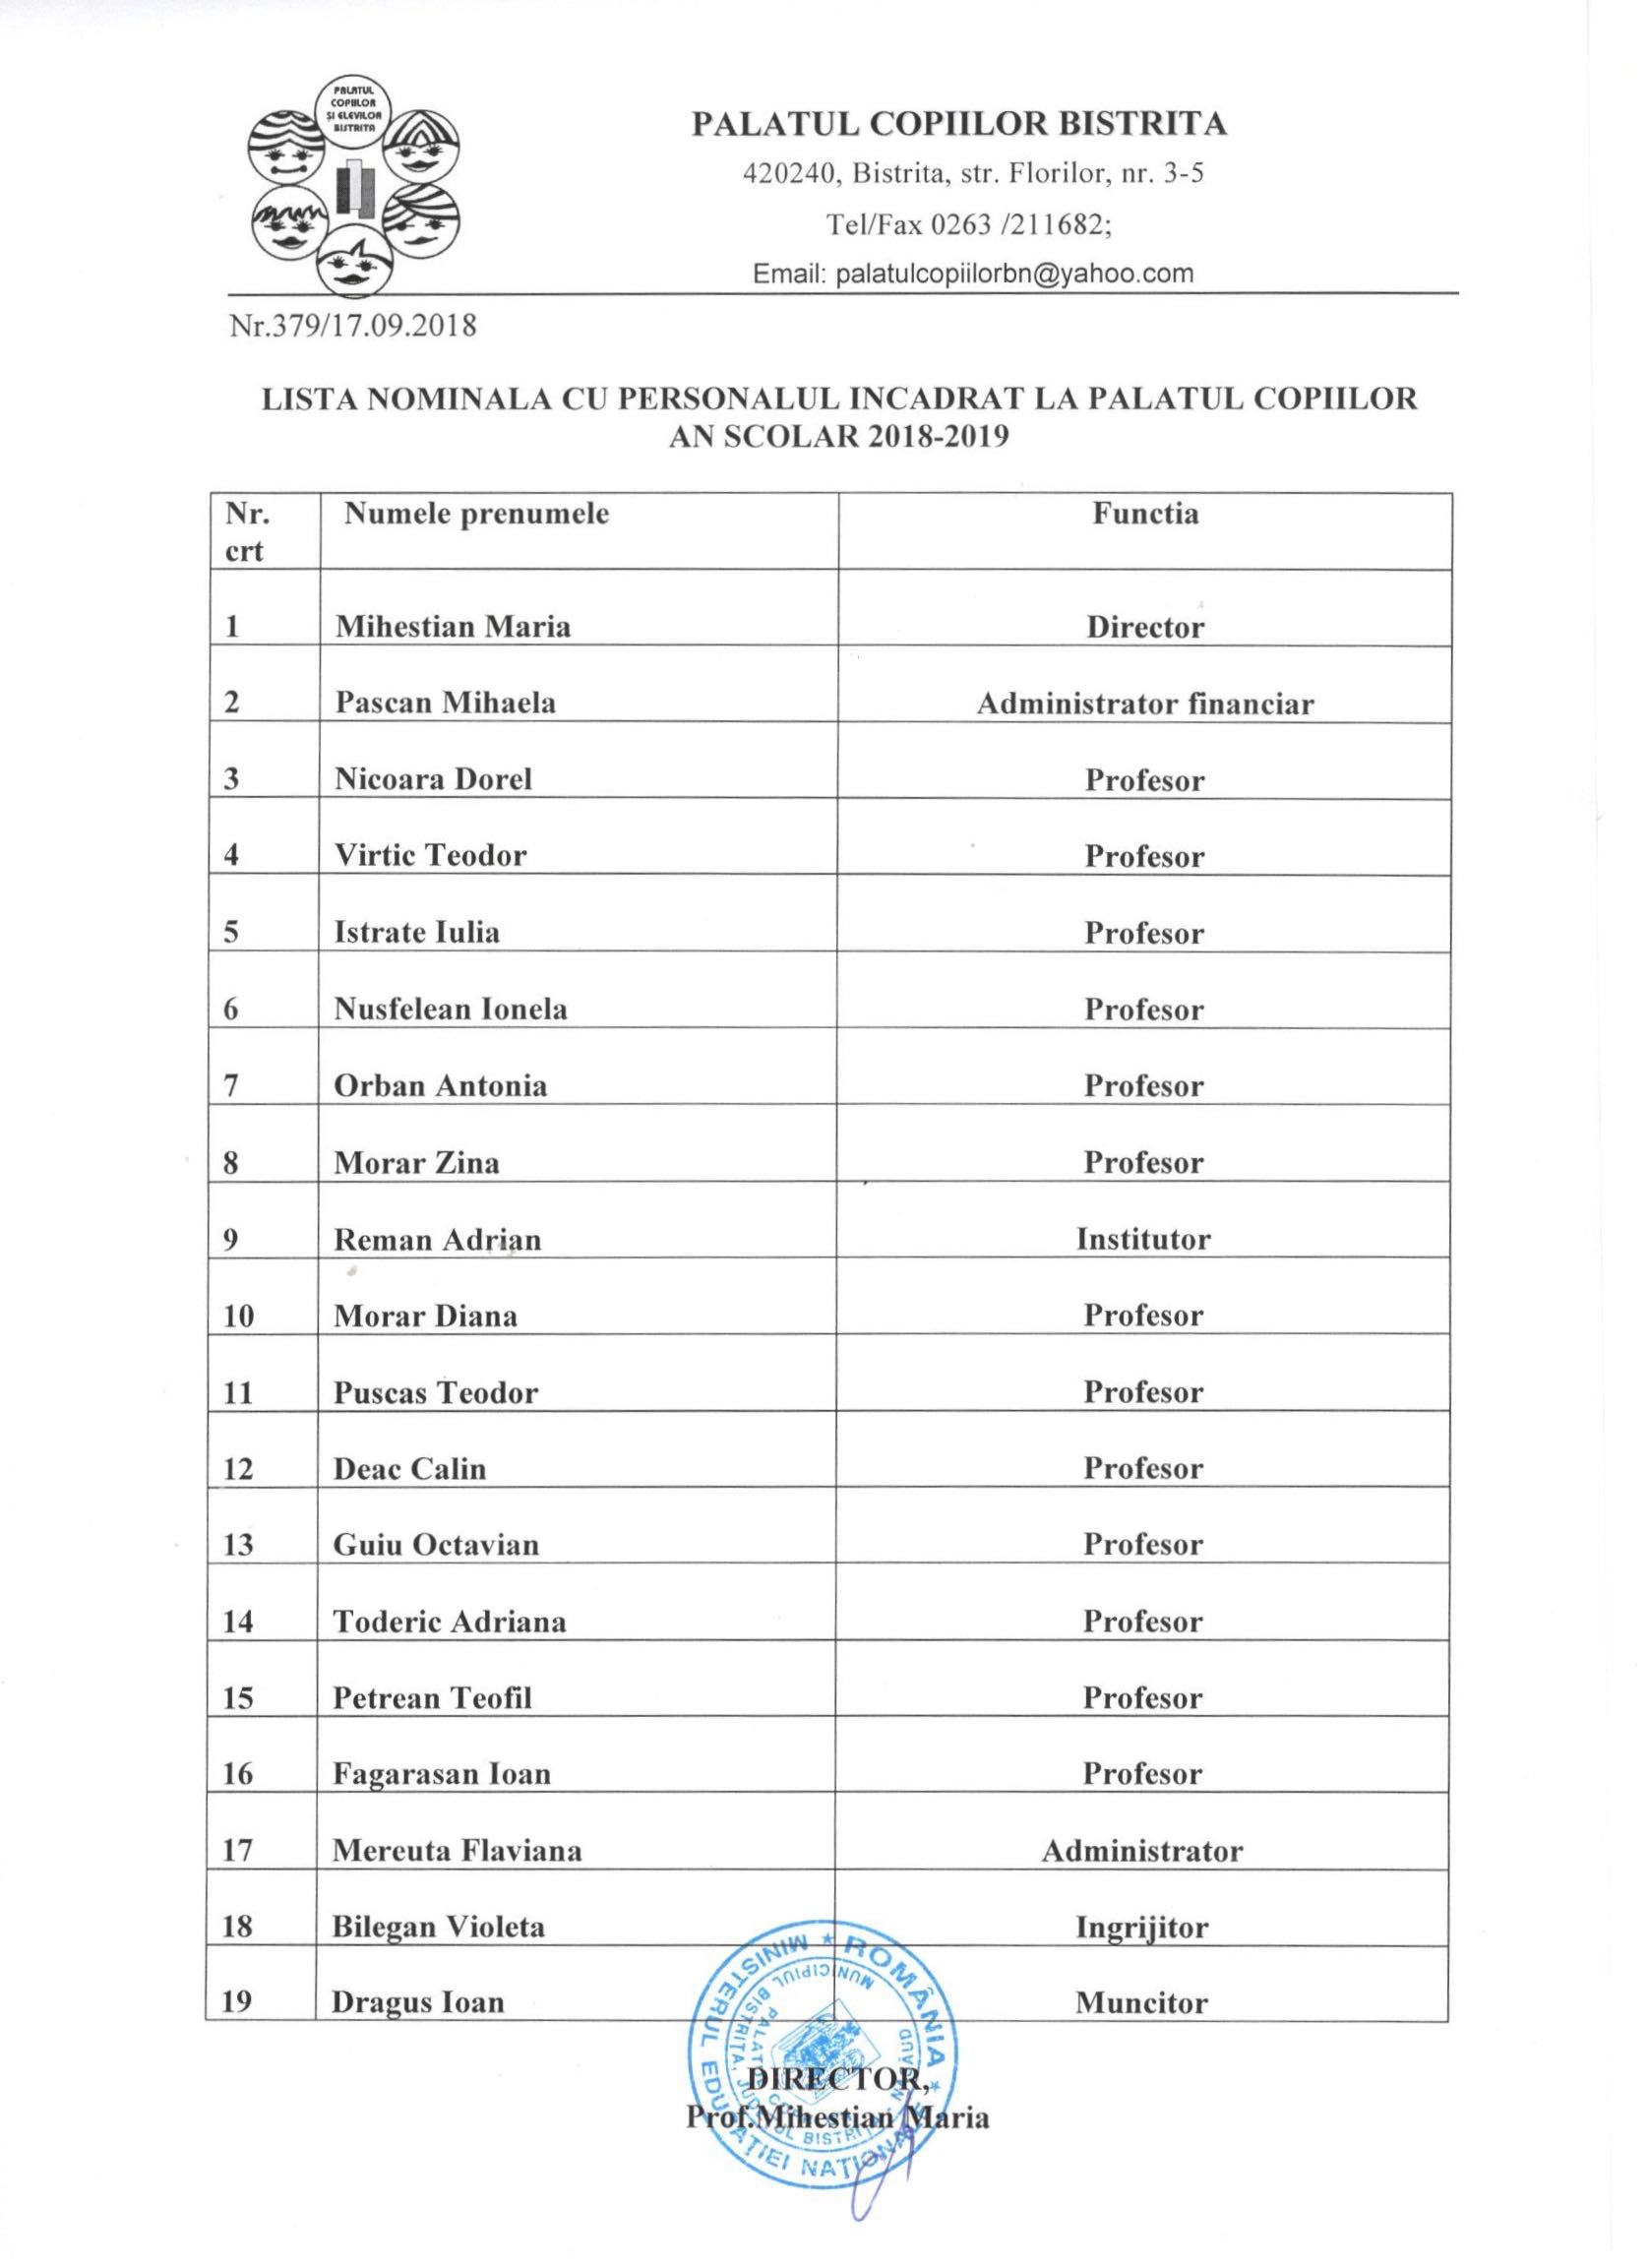 PALATUL
COPIILOR
ȘI ELEVILOR
BISTRITA
PALATUL COPIILOR BISTRITA
420240, Bistrita, str. Florilor, nr. 3-5
Tel/Fax 0263 /211682;
Email: palatulcopiilorbn@yahoo.com
Nr.379/17.09.2018
LISTA NOMINALA CU PERSONALUL INCADRAT LA PALATUL COPIILOR
AN SCOLAR 2018-2019
Nr. crt Numele prenumele Functia
1 Mihestian Maria Director
2 Pascan Mihaela Administrator financiar
3 Nicoara Dorel Profesor
4 Virtic Teodor Profesor
5 Istrate Iulia Profesor
6 Nusfelean Ionela Profesor
7 Orban Antonia Profesor
8 Morar Zina Profesor
9 Reman Adrian Institutor
10 Morar Diana Profesor
11 Puscas Teodor Profesor
12 Deac Calin Profesor
13 Guiu Octavian Profesor
14 Toderic Adriana Profesor
15 Petrean Teofil Profesor
16 Fagarasan Ioan Profesor
17 Mereuta Flaviana Administrator
18 Bilegan Violeta Ingrijitor
19 Dragus Ioan Muncitor
DIRECTOR,
Prof.Mihestian Maria
ROMÂNIA * MINISTERUL EDUCAȚIEI NAȚIONALE
MUNICIPIUL BISTRIȚA, JUDEȚUL BISTRIȚA - NĂSĂUD